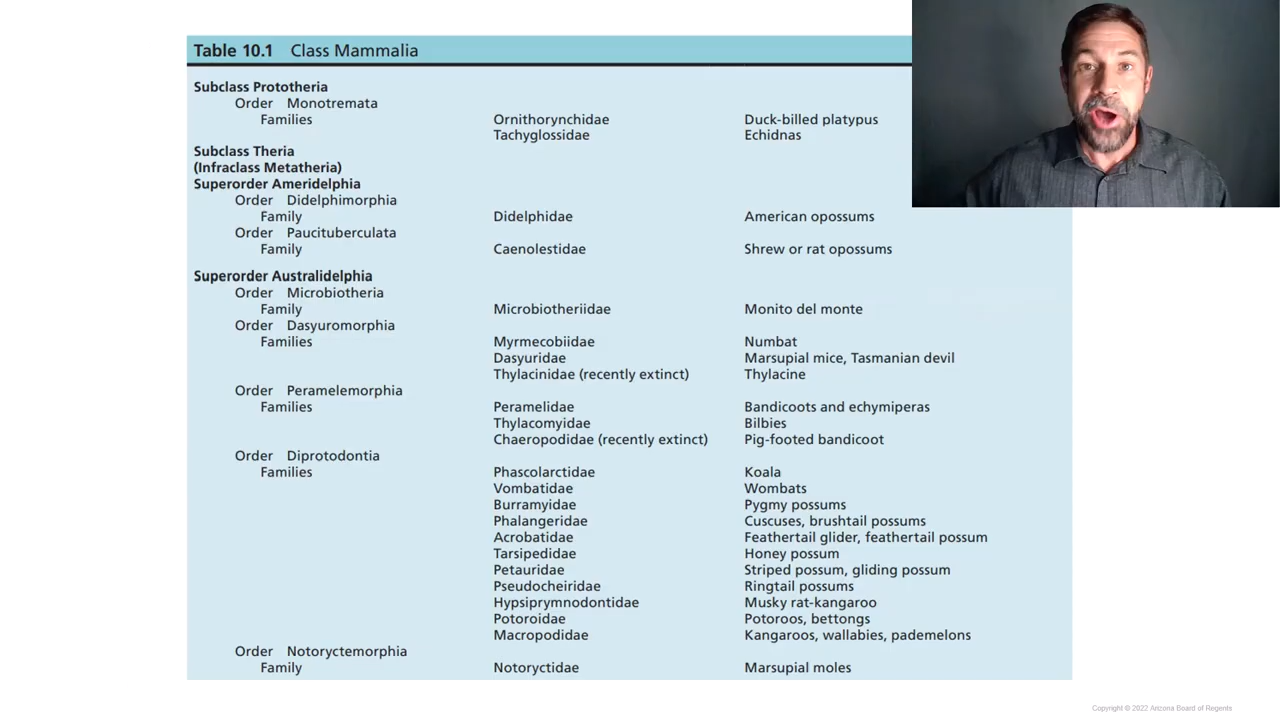 Table 10.1 Class Mammalia
Subclass Prototheria
Order Monotremata
Families Ornithorynchidae Duck-billed platypus
Tachyglossidae Echidnas
Subclass Theria
(Infraclass Metatheria)
Superorder Ameridelphia
Order Didelphimorphia
Family Didelphidae American opossums
Order Paucituberculata
Family Caenolestidae Shrew or rat opossums
Superorder Australidelphia
Order Microbiotheria
Family Microbiotheriidae Monito del monte
Order Dasyuromorphia
Families Myrmecobiidae Numbat
Dasyuridae Marsupial mice, Tasmanian devil
Thylacinidae (recently extinct) Thylacine
Order Peramelemorphia
Families Peramelidae Bandicoots and echymiperas
Thylacomyidae Bilbies
Chaeropodidae (recently extinct) Pig-footed bandicoot
Order Diprotodontia
Families Phascolarctidae Koala
Vombatidae Wombats
Burramyidae Pygmy possums
Phalangeridae Cuscuses, brushtail possums
Acrobatidae Feathertail glider, feathertail possum
Tarsipedidae Honey possum
Petauridae Striped possum, gliding possum
Pseudocheiridae Ringtail possums
Hypsiprymnodontidae Musky rat-kangaroo
Potoroidae Potoroos, bettongs
Macropodidae Kangaroos, wallabies, pademelons
Order Notoryctemorphia
Family Notoryctidae Marsupial moles
Copyright © 2022 Arizona Board of Regents